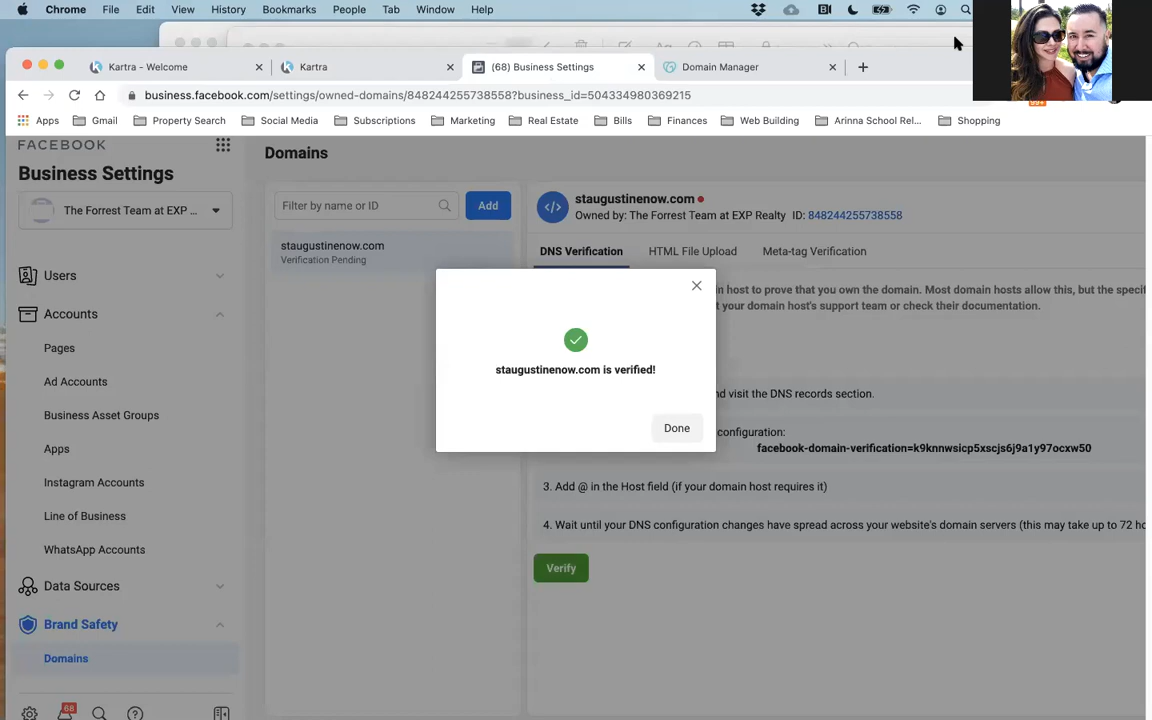 Chrome File Edit View History Bookmarks People Tab Window Help
Kartra - Welcome
Kartra
(68) Business Settings
Domain Manager
business.facebook.com/settings/owned-domains/848244255738558?business_id=504334980369215
Apps Gmail Property Search Social Media Subscriptions Marketing Real Estate Bills Finances Web Building Arinna School Rel... Shopping
FACEBOOK
Business Settings
The Forrest Team at EXP ...
Users
Accounts
Pages
Ad Accounts
Business Asset Groups
Apps
Instagram Accounts
Line of Business
WhatsApp Accounts
Data Sources
Brand Safety
Domains
68
Domains
Filter by name or ID
Add
staugustinenow.com
Verification Pending
staugustinenow.com
Owned by: The Forrest Team at EXP Realty ID: 848244255738558
DNS Verification HTML File Upload Meta-tag Verification
in host to prove that you own the domain. Most domain hosts allow this, but the specif
t your domain host's support team or check their documentation.
nd visit the DNS records section.
configuration:
facebook-domain-verification=k9knnwsicp5xscjs6j9a1y97ocxw50
3. Add @ in the Host field (if your domain host requires it)
4. Wait until your DNS configuration changes have spread across your website's domain servers (this may take up to 72 ho
Verify
staugustinenow.com is verified!
Done